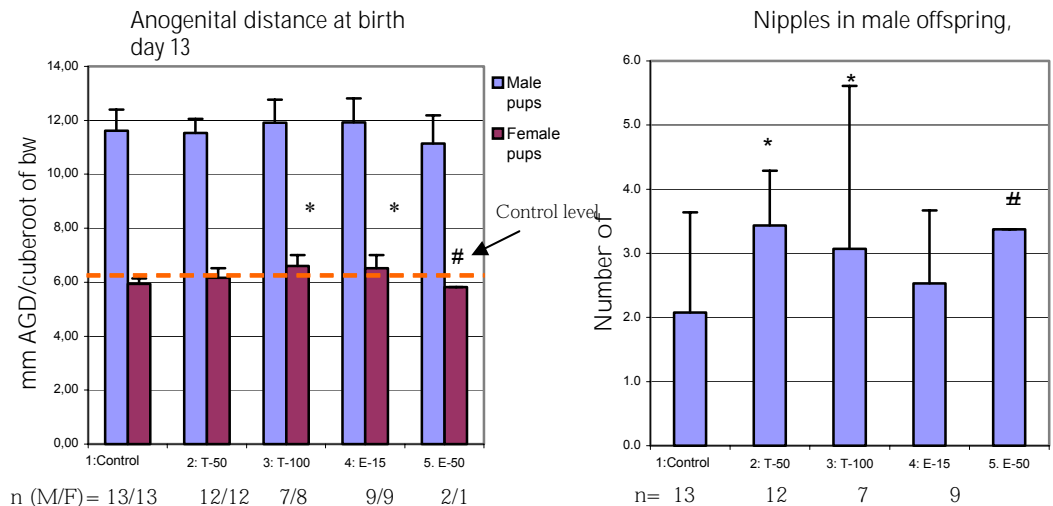 Anogenital distance at birth
day 13
14,00
12,00
10,00
8,00
6,00
4,00
2,00
0,00
mm AGD/cuberoot of bw
Male
pups
Female
pups
*
*
#
Control level
1:Control
2: T-50
3: T-100
4: E-15
5. E-50
n (M/F)= 13/13 12/12 7/8 9/9 2/1
Nipples in male offspring,
6.0
5.0
4.0
3.0
2.0
1.0
0.0
Number of
*
*
#
1:Control
2: T-50
3: T-100
4: E-15
5. E-50
n= 13 12 7 9